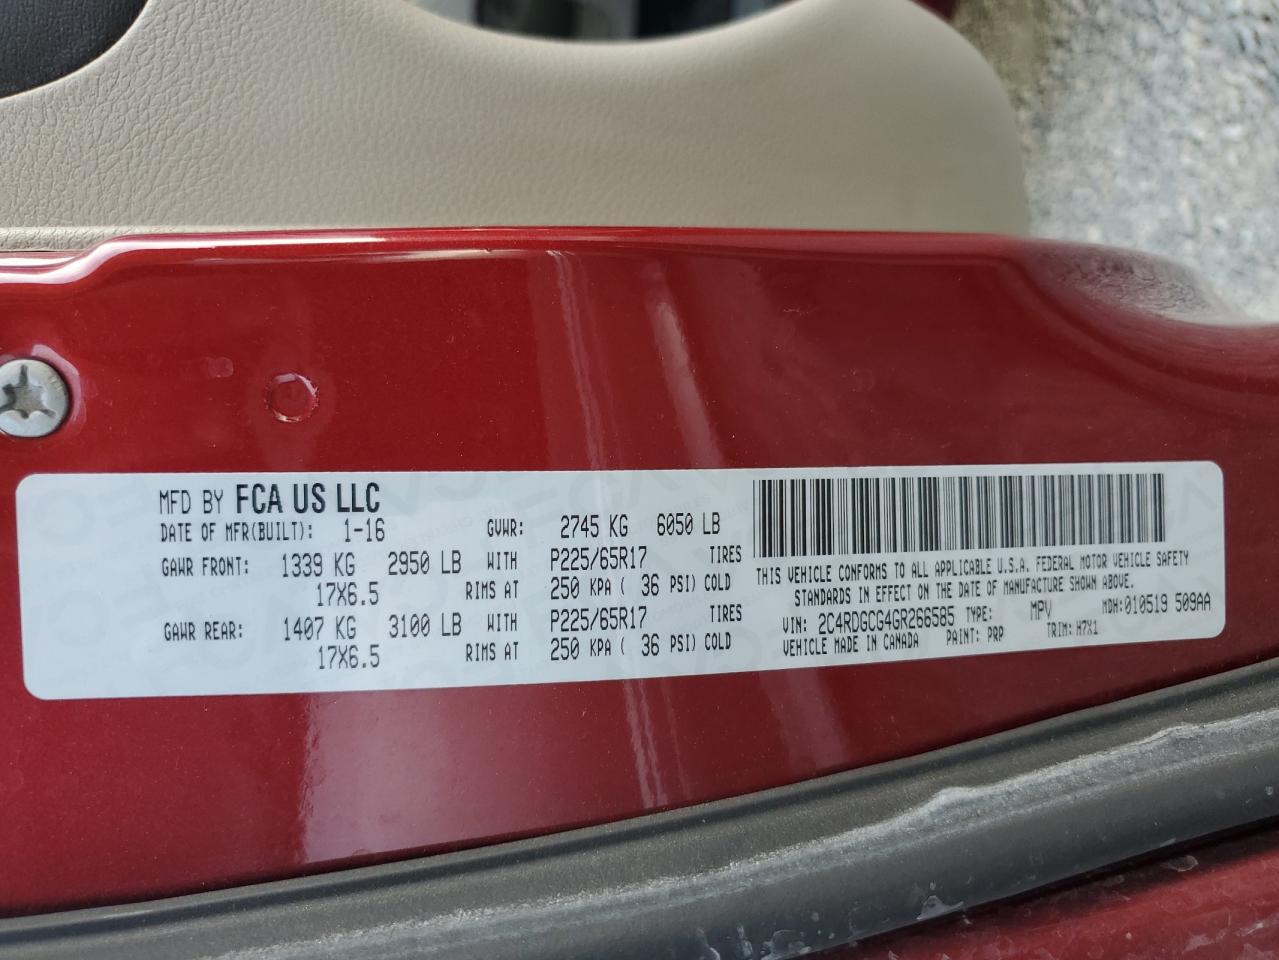 MFD BY FCA US LLC
DATE OF MFR(BUILT): 1-16 GVWR: 2745 KG 6050 LB
GAWR FRONT: 1339 KG 2950 LB WITH P225/65R17 TIRES
17X6.5 RIMS AT 250 KPA ( 36 PSI) COLD
GAWR REAR: 1407 KG 3100 LB WITH P225/65R17 TIRES
17X6.5 RIMS AT 250 KPA ( 36 PSI) COLD
THIS VEHICLE CONFORMS TO ALL APPLICABLE U.S.A. FEDERAL MOTOR VEHICLE SAFETY
STANDARDS IN EFFECT ON THE DATE OF MANUFACTURE SHOWN ABOVE.
VIN: 2C4RDGCG4GR266585 TYPE: MPV MDH:010519 509AA
VEHICLE MADE IN CANADA PAINT: PRP TRIM: H7X1